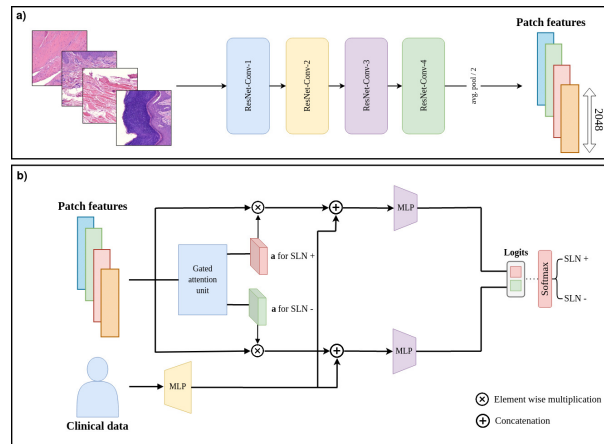 a)
Patch features
ResNet-Conv-1
ResNet-Conv-2
ResNet-Conv-3
ResNet-Conv-4
avg. pool / 2
2048
b)
Patch features
Gated
attention
unit
a for SLN +
a for SLN -
MLP
MLP
Logits
Softmax
SLN +
SLN -
MLP
Clinical data
Element wise multiplication
Concatenation